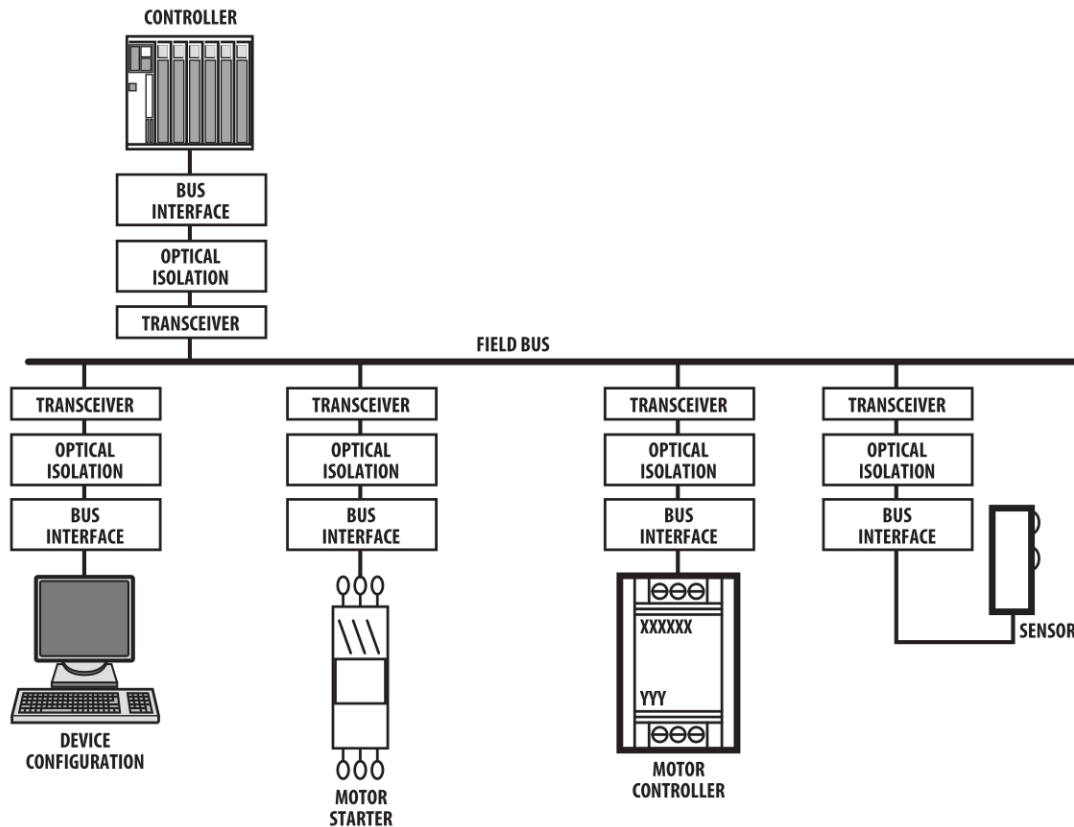 CONTROLLER
BUS
INTERFACE
OPTICAL
ISOLATION
TRANSCEIVER
FIELD BUS
TRANSCEIVER
OPTICAL
ISOLATION
BUS
INTERFACE
DEVICE
CONFIGURATION
TRANSCEIVER
OPTICAL
ISOLATION
BUS
INTERFACE
MOTOR
STARTER
TRANSCEIVER
OPTICAL
ISOLATION
BUS
INTERFACE
XXXXXX
YYY
MOTOR
CONTROLLER
TRANSCEIVER
OPTICAL
ISOLATION
BUS
INTERFACE
SENSOR